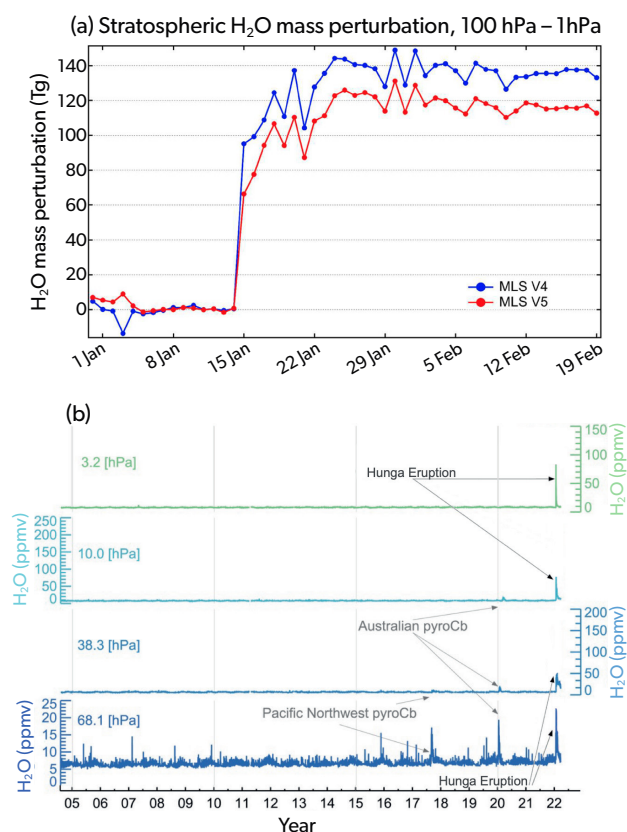 (a) Stratospheric H₂O mass perturbation, 100 hPa – 1hPa
H₂O mass perturbation (Tg)
140
120
100
80
60
40
20
0
MLS V4
MLS V5
1 Jan
8 Jan
15 Jan
22 Jan
29 Jan
5 Feb
12 Feb
19 Feb
(b)
3.2 [hPa]
Hunga Eruption
150
100
50
0
H₂O (ppmv)
250
200
150
100
50
0
H₂O (ppmv)
10.0 [hPa]
Australian pyroCb
38.3 [hPa]
200
150
100
50
0
H₂O (ppmv)
Pacific Northwest pyroCb
25
20
15
10
5
0
H₂O (ppmv)
68.1 [hPa]
Hunga Eruption
05 06 07 08 09 10 11 12 13 14 15 16 17 18 19 20 21 22
Year